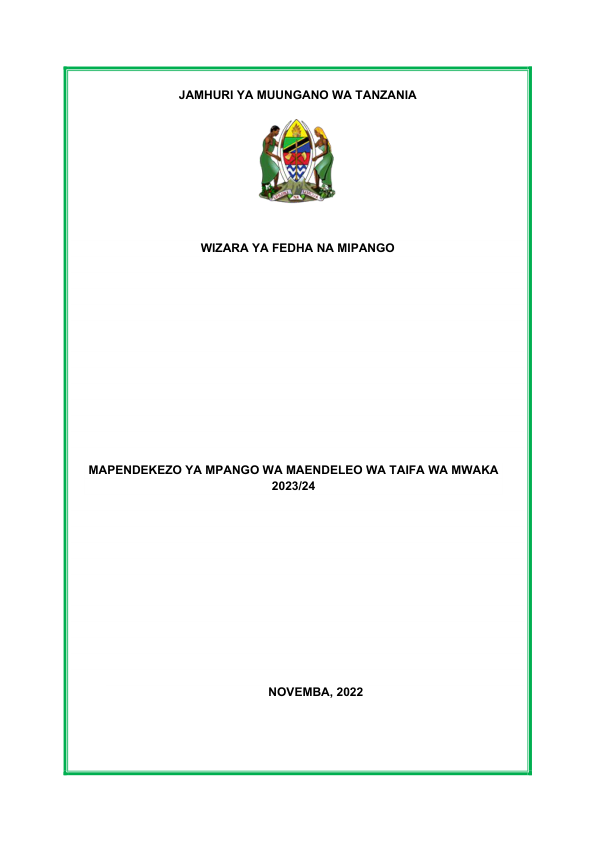 JAMHURI YA MUUNGANO WA TANZANIA
WIZARA YA FEDHA NA MIPANGO
MAPENDEKEZO YA MPANGO WA MAENDELEO WA TAIFA WA MWAKA
2023/24
NOVEMBA, 2022